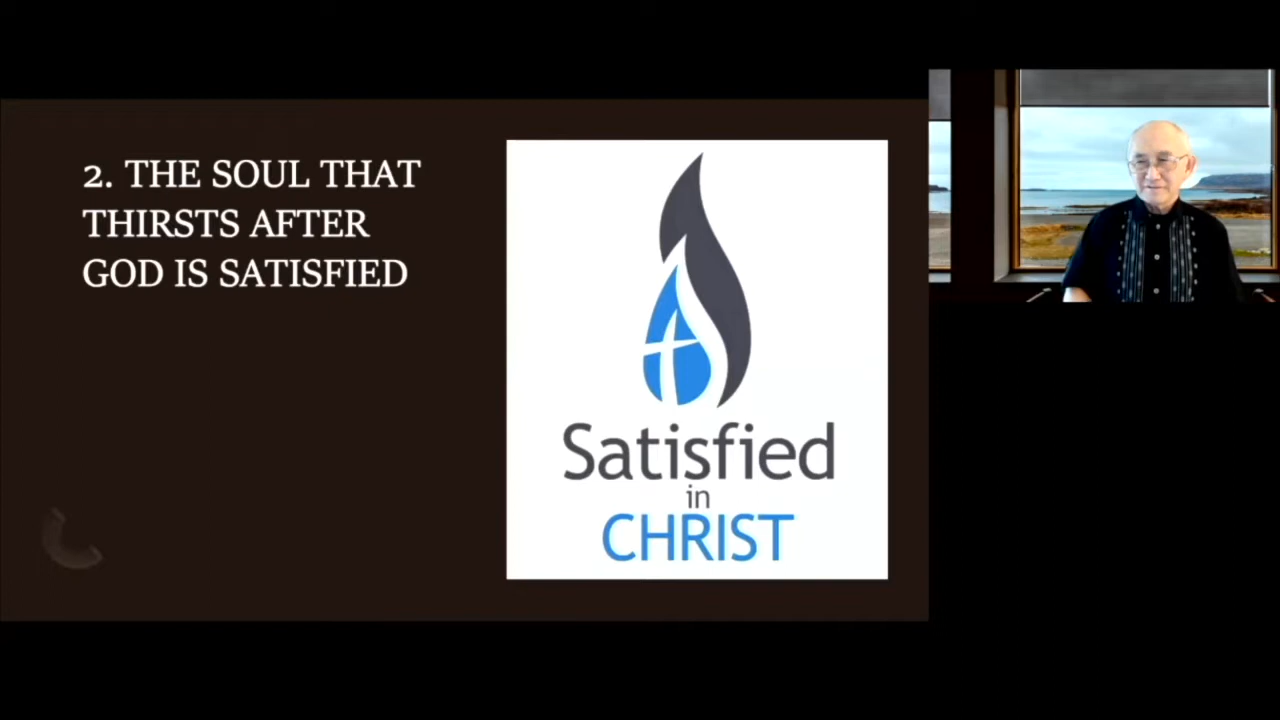 2. THE SOUL THAT
THIRSTS AFTER
GOD IS SATISFIED
Satisfied
in
CHRIST